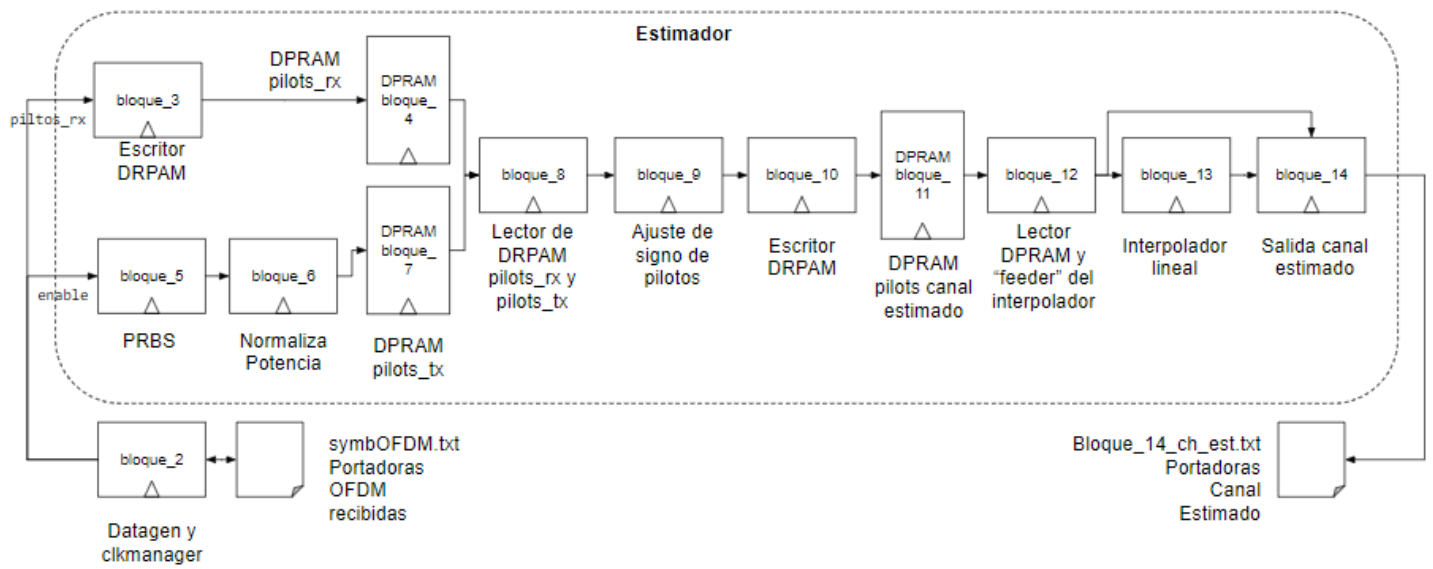 Estimador
DPRAM
pilots_rx
bloque_3
piltos_rx
Escritor
DRPAM
DPRAM
bloque_
4
bloque_5
enable
PRBS
bloque_6
Normaliza
Potencia
DPRAM
bloque_
7
DPRAM
pilots_tx
bloque_8
Lector de
DRPAM
pilots_rx y
pilots_tx
bloque_9
Ajuste de
signo de
pilotos
bloque_10
Escritor
DRPAM
DPRAM
bloque_
11
DPRAM
pilots canal
estimado
bloque_12
Lector
DPRAM y
“feeder” del
interpolador
bloque_13
Interpolador
lineal
bloque_14
Salida canal
estimado
bloque_2
Datagen y
clkmanager
symbOFDM.txt
Portadoras
OFDM
recibidas
Bloque_14_ch_est.txt
Portadoras
Canal
Estimado